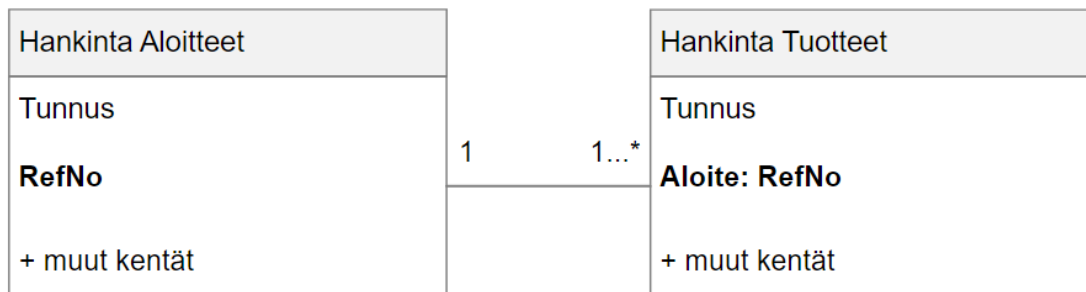 Hankinta Aloitteet
Tunnus
RefNo
+ muut kentät
1
1...*
Hankinta Tuotteet
Tunnus
Aloite: RefNo
+ muut kentät